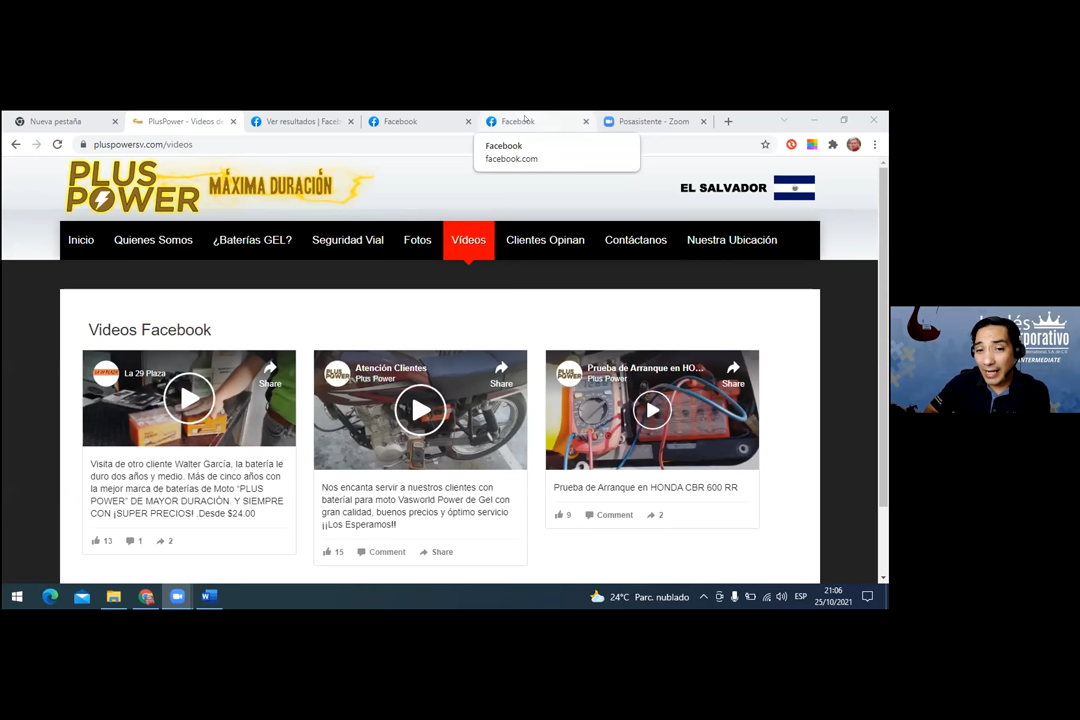 Nueva pestaña
PlusPower - Videos de
Ver resultados | Faceb
Facebook
Facebook
Posasistente - Zoom
pluspowersv.com/videos
Facebook
facebook.com
PLUS POWER
MÁXIMA DURACIÓN
EL SALVADOR
Inicio
Quienes Somos
¿Baterías GEL?
Seguridad Vial
Fotos
Vídeos
Clientes Opinan
Contáctanos
Nuestra Ubicación
Videos Facebook
La 29 Plaza
Share
Visita de otro cliente Walter García, la batería le
duro dos años y medio. Más de cinco años con
la mejor marca de baterías de Moto “PLUS
POWER” DE MAYOR DURACIÓN. Y SIEMPRE
CON ¡SUPER PRECIOS! .Desde $24.00
13
1
2
Atención Clientes
Plus Power
Share
Nos encanta servir a nuestros clientes con
bateríal para moto Vasworld Power de Gel con
gran calidad, buenos precios y óptimo servicio
¡¡Los Esperamos!!
15
Comment
Share
Prueba de Arranque en HO...
Plus Power
Share
Prueba de Arranque en HONDA CBR 600 RR
9
Comment
2
24°C Parc. nublado
ESP
21:06
25/10/2021